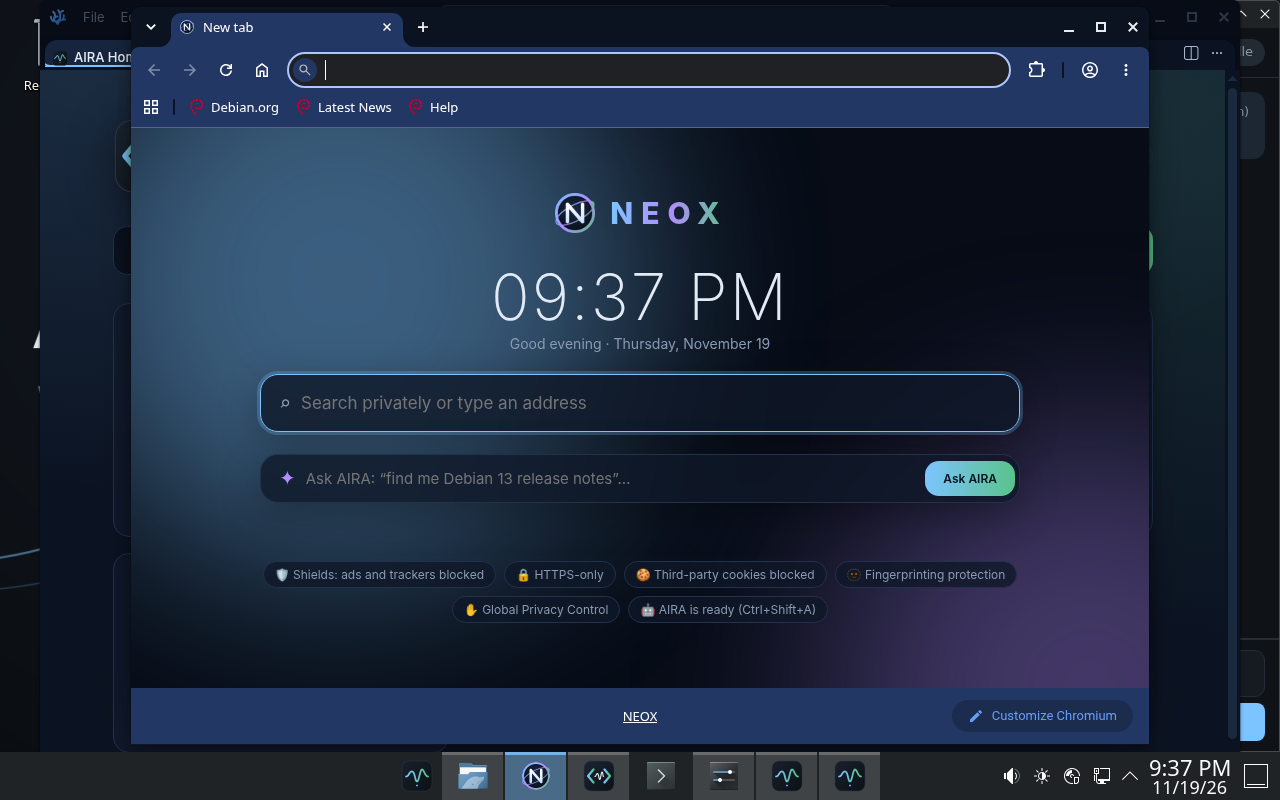 File
New tab
AIRA Hom
Re
Debian.org
Latest News
Help
NEOX
09:37 PM
Good evening · Thursday, November 19
Search privately or type an address
Ask AIRA: “find me Debian 13 release notes”...
Ask AIRA
Shields: ads and trackers blocked
HTTPS-only
Third-party cookies blocked
Fingerprinting protection
Global Privacy Control
AIRA is ready (Ctrl+Shift+A)
NEOX
Customize Chromium
9:37 PM
11/19/26